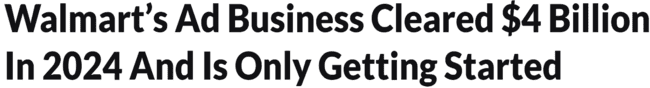 Walmart’s Ad Business Cleared $4 Billion
In 2024 And Is Only Getting Started